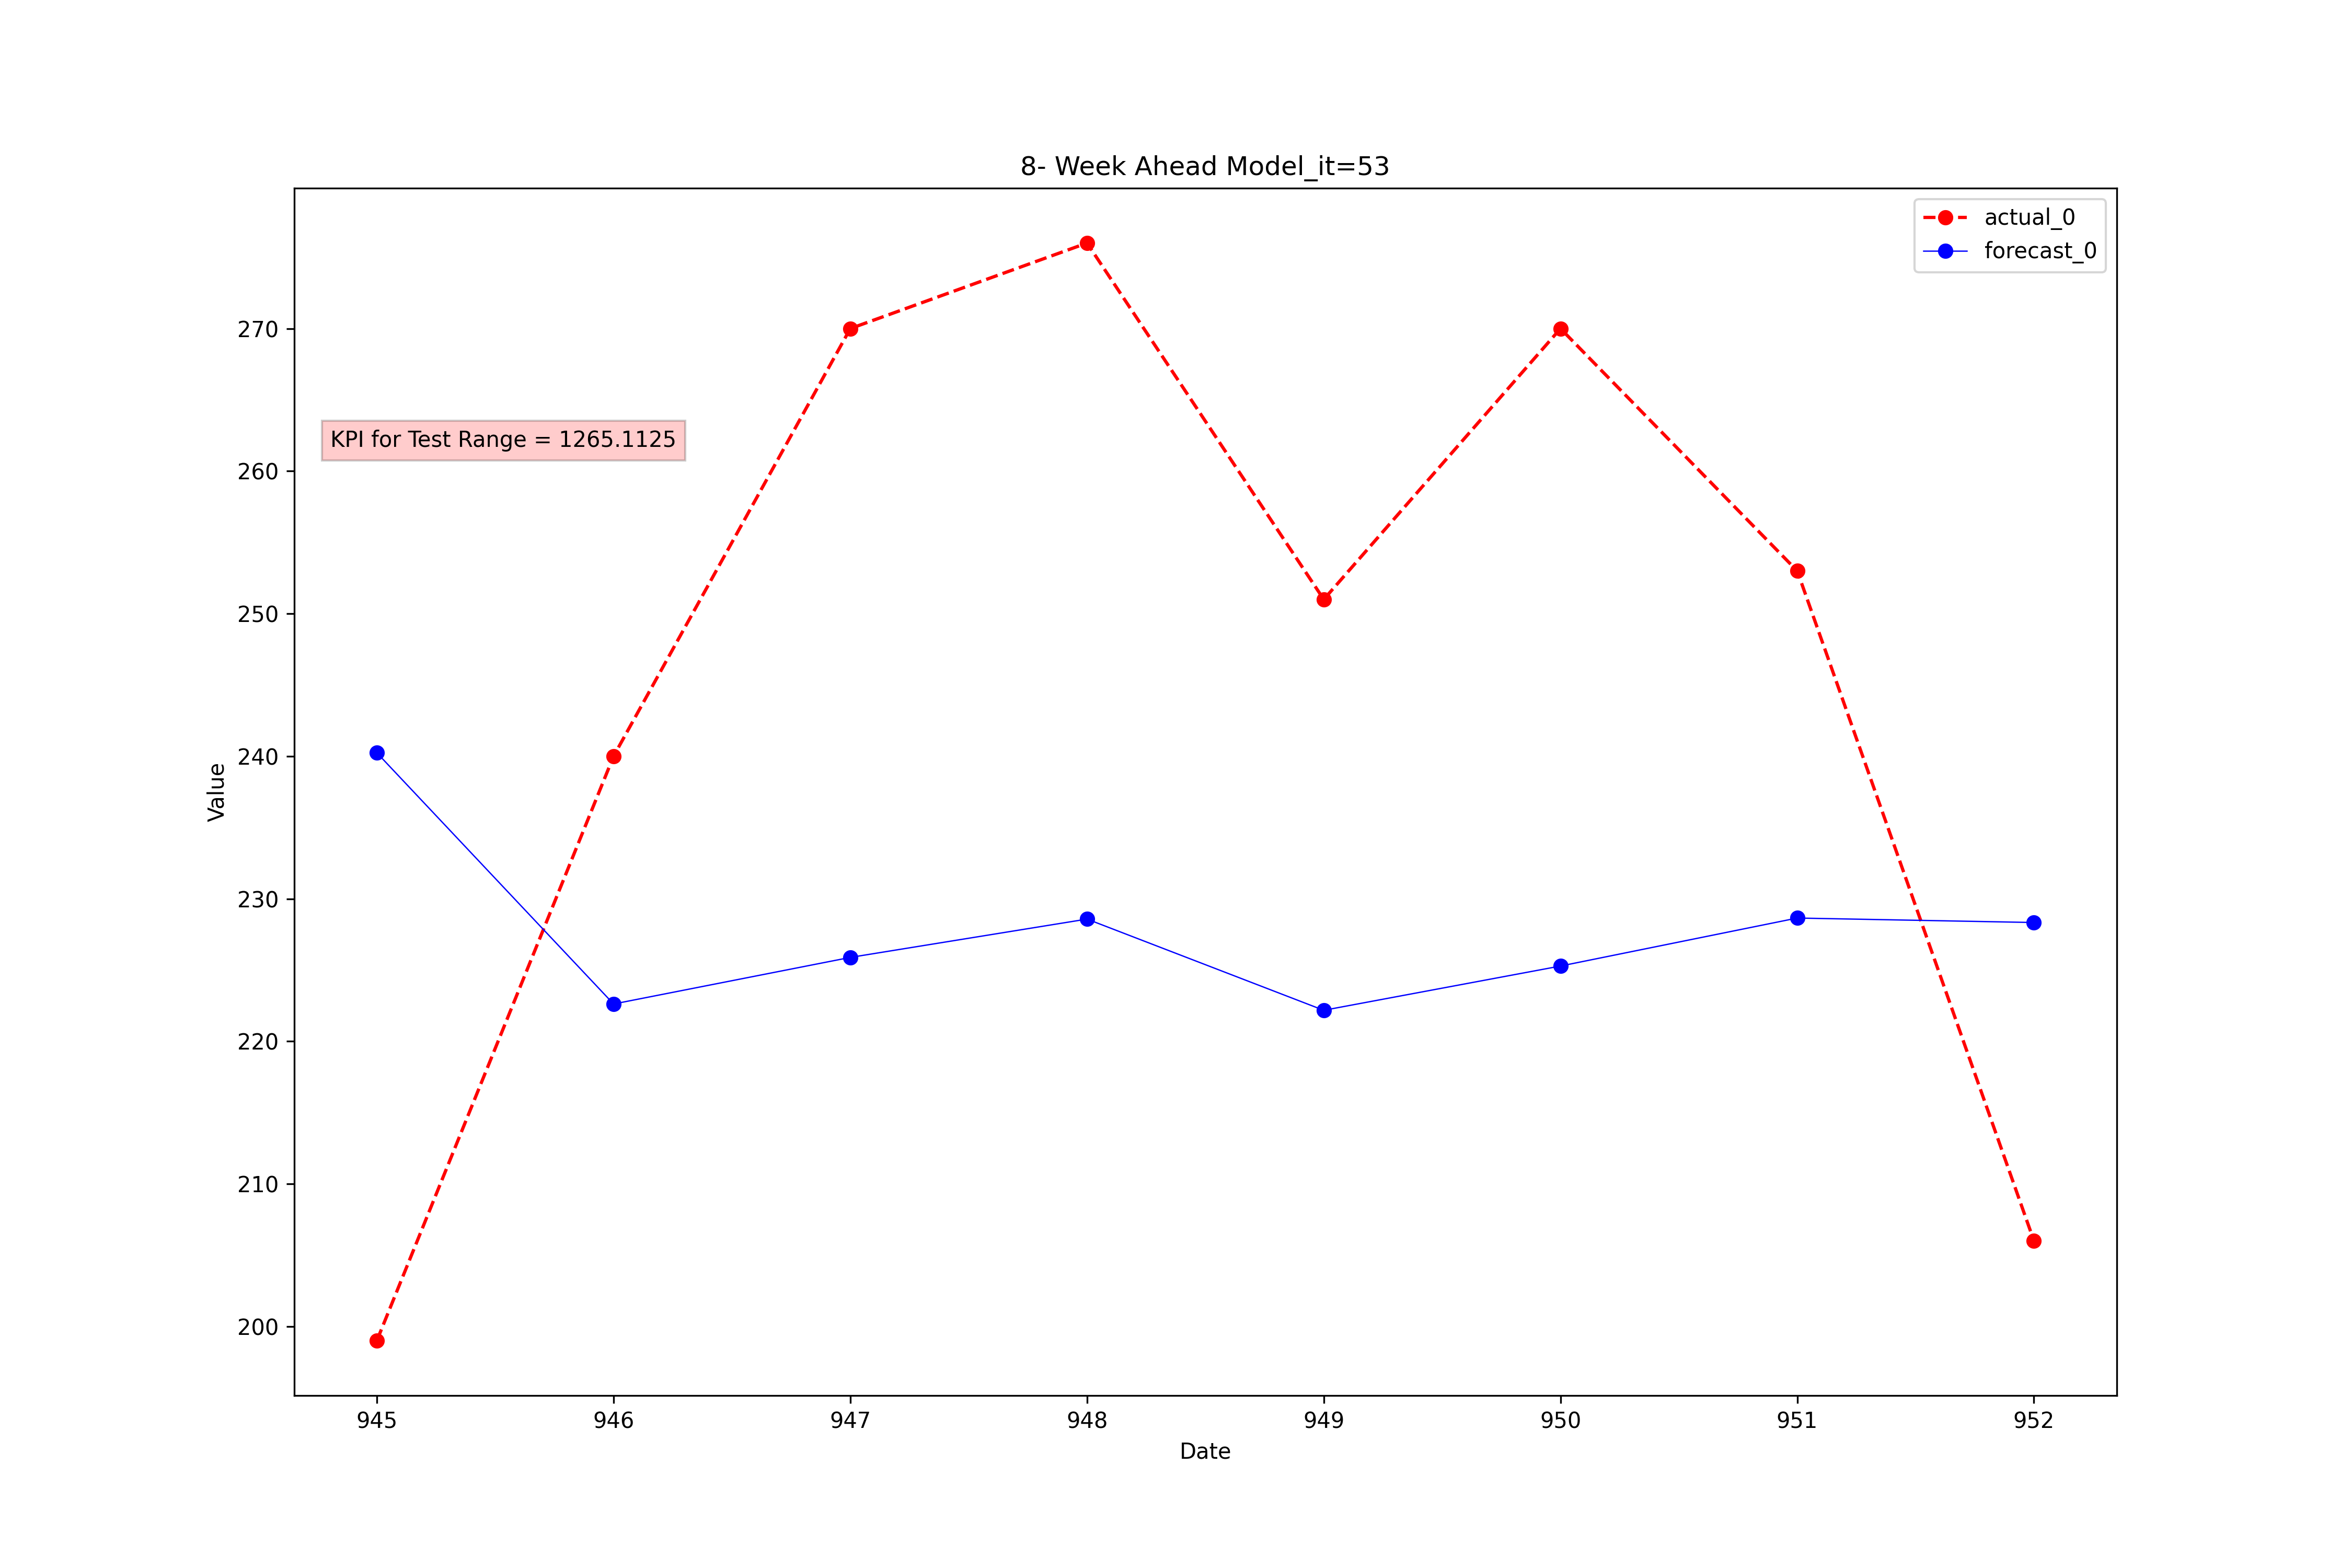 8- Week Ahead Model_it=53
actual_0
forecast_0
KPI for Test Range = 1265.1125
Value
270
260
250
240
230
220
210
200
945 946 947 948 949 950 951 952
Date